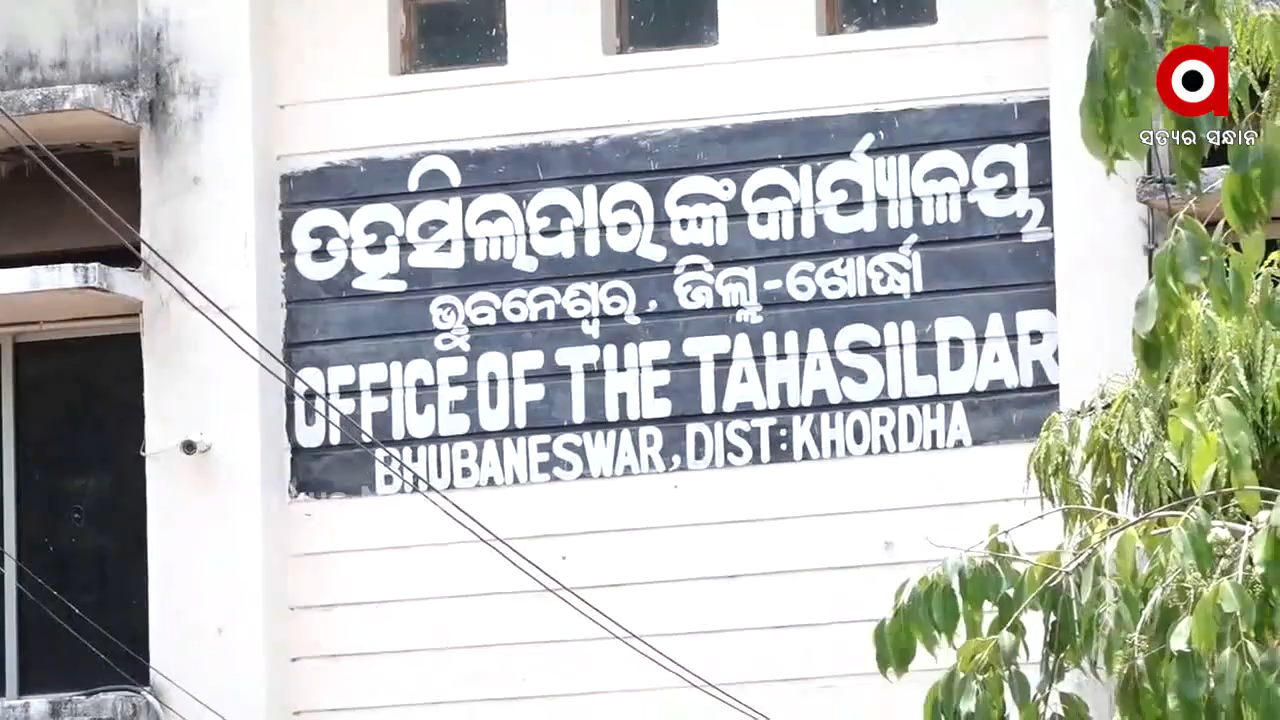 ସତ୍ୟର ସନ୍ଧାନ
ତହସିଲଦାରଙ୍କ କାର୍ଯ୍ୟାଳୟ
ଭୁବନେଶ୍ୱର, ଜିଲ୍ଲା-ଖୋର୍ଦ୍ଧା
OFFICE OF THE TAHASILDAR
BHUBANESWAR, DIST: KHORDHA